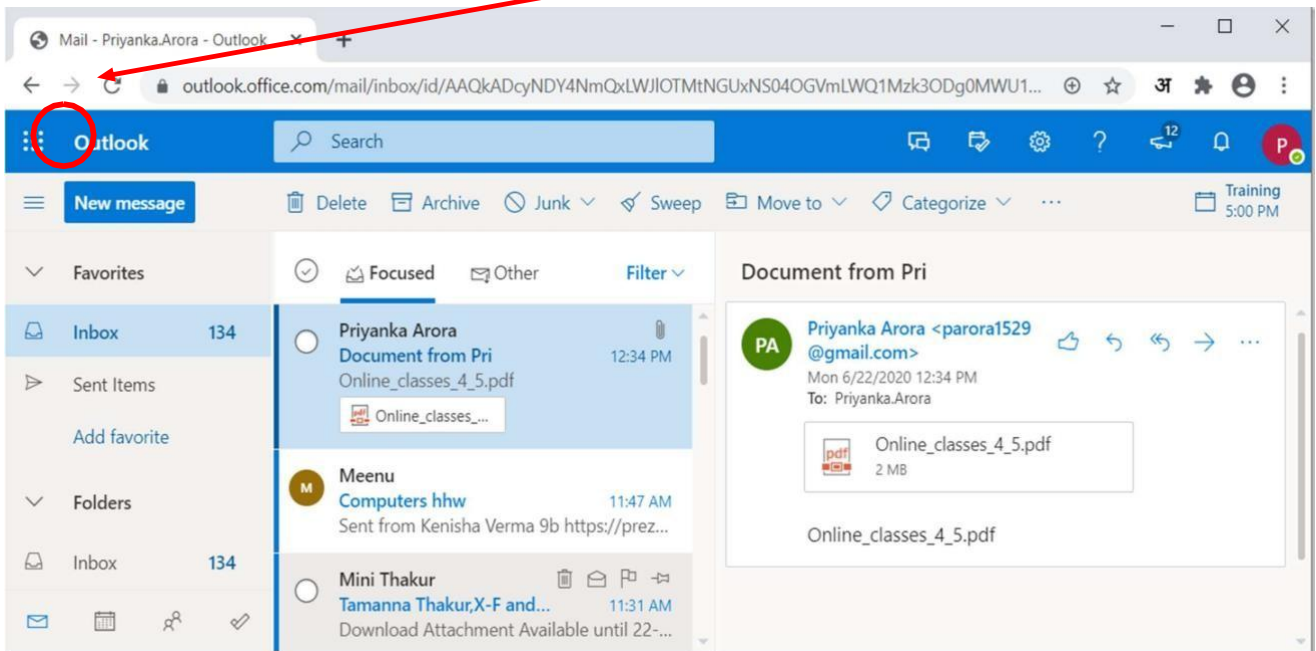 Mail - Priyanka.Arora - Outlook
outlook.office.com/mail/inbox/id/AAQkADcyNDY4NmQxLWJlOTMtNGUxNS04OGVmLWQ1Mzk3ODg0MWU1...
अ
Outlook
Search
12
P
New message
Delete
Archive
Junk
Sweep
Move to
Categorize
Training
5:00 PM
Favorites
Inbox 134
Sent Items
Add favorite
Folders
Inbox 134
Focused
Other
Filter
Priyanka Arora
Document from Pri 12:34 PM
Online_classes_4_5.pdf
Online_classes_...
M
Meenu
Computers hhw 11:47 AM
Sent from Kenisha Verma 9b https://prez...
Mini Thakur
Tamanna Thakur,X-F and... 11:31 AM
Download Attachment Available until 22-...
Document from Pri
PA
Priyanka Arora <parora1529
@gmail.com>
Mon 6/22/2020 12:34 PM
To: Priyanka.Arora
pdf
Online_classes_4_5.pdf
2 MB
Online_classes_4_5.pdf